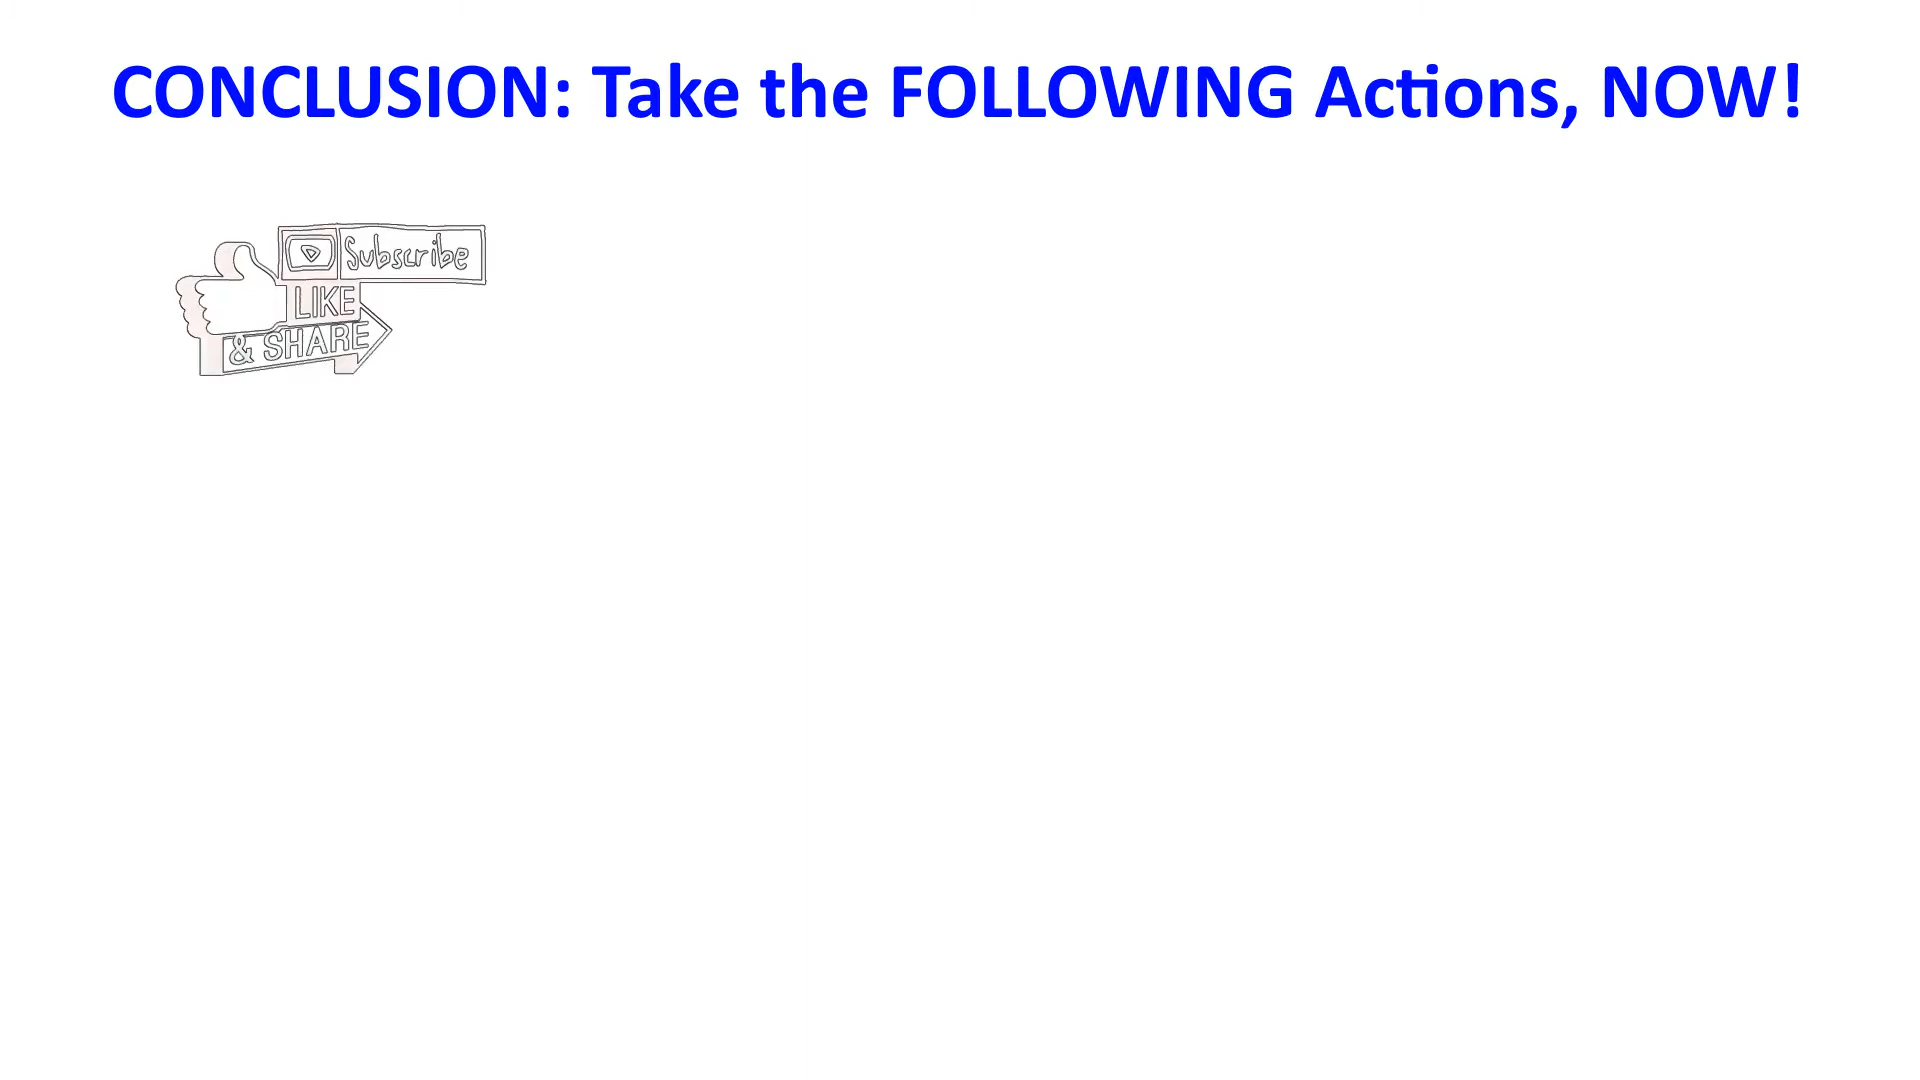 CONCLUSION: Take the FOLLOWING Actions, NOW!
Subscribe
LIKE
& SHARE